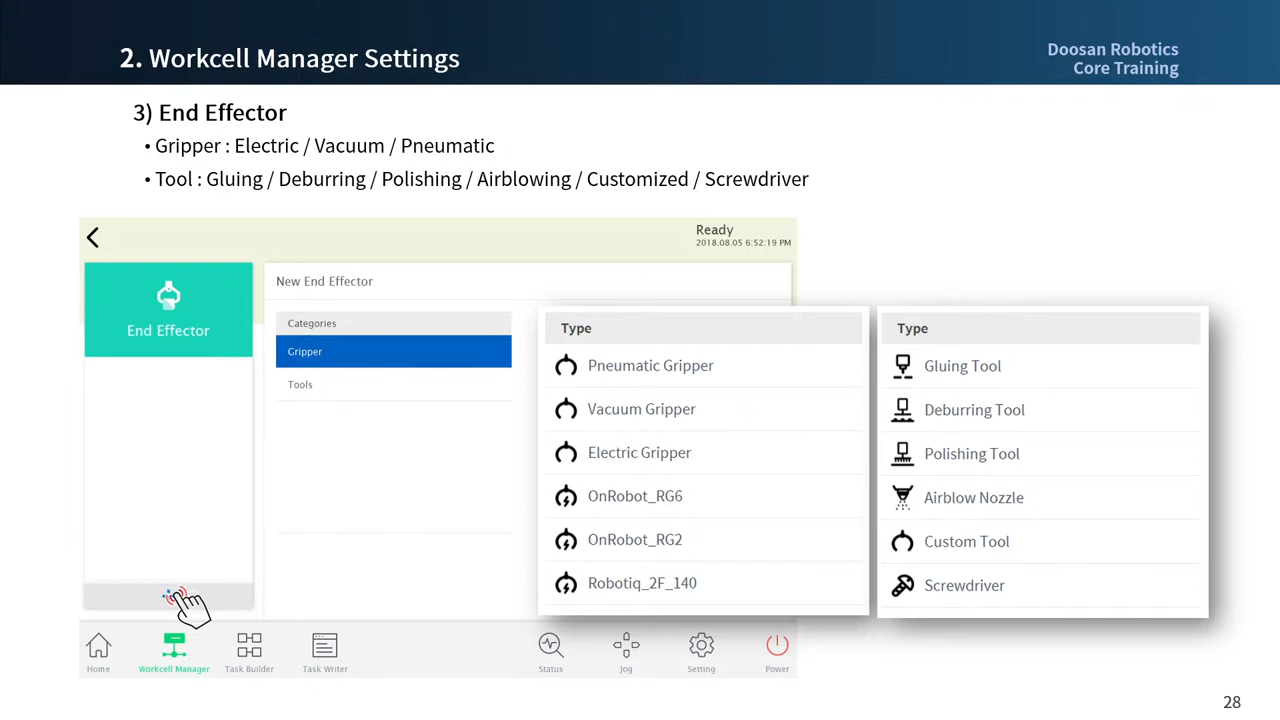 2. Workcell Manager Settings
Doosan Robotics
Core Training
3) End Effector
• Gripper : Electric / Vacuum / Pneumatic
• Tool : Gluing / Deburring / Polishing / Airblowing / Customized / Screwdriver
Ready
2018.08.05 6:52:19 PM
End Effector
New End Effector
Categories
Gripper
Tools
Type
Pneumatic Gripper
Vacuum Gripper
Electric Gripper
OnRobot_RG6
OnRobot_RG2
Robotiq_2F_140
Type
Gluing Tool
Deburring Tool
Polishing Tool
Airblow Nozzle
Custom Tool
Screwdriver
Home
Workcell Manager
Task Builder
Task Writer
Status
Jog
Setting
Power
28